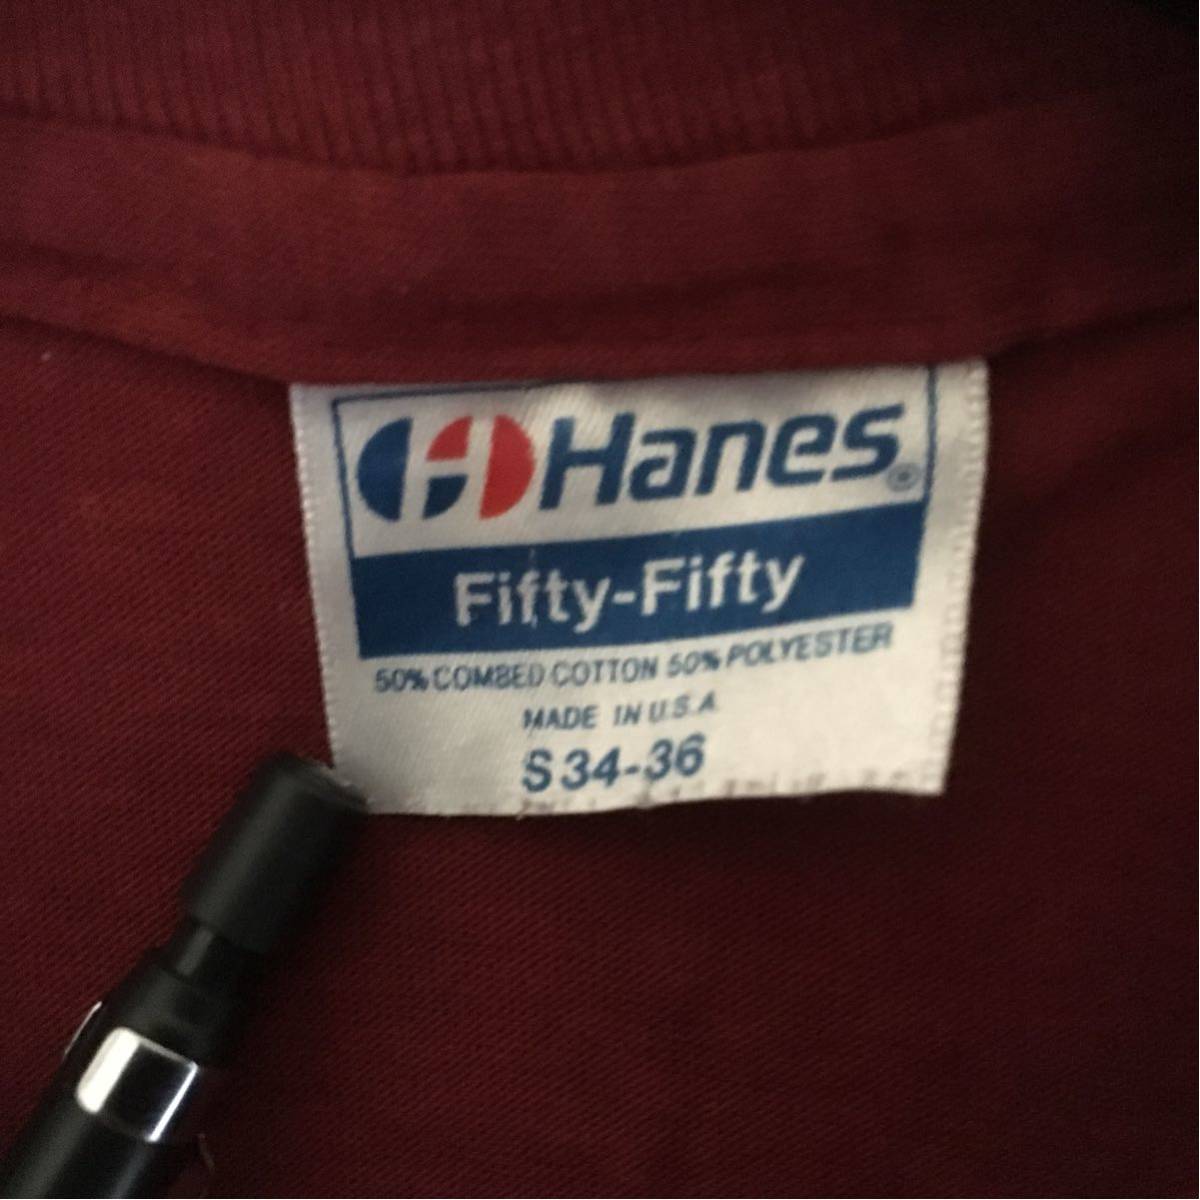 Hanes®
Fifty-Fifty
50% COMBED COTTON 50% POLYESTER
MADE IN U.S.A
S 34-36